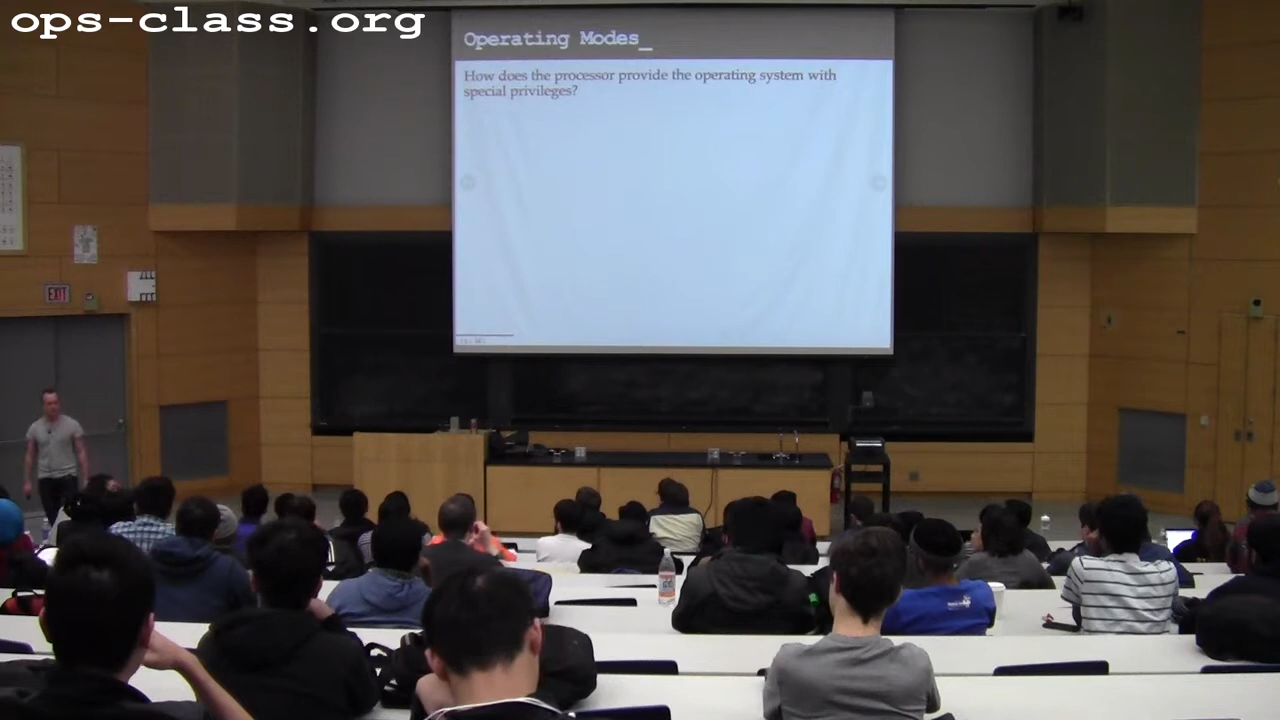 ops-class.org
Operating Modes_
How does the processor provide the operating system with
special privileges?
EXIT